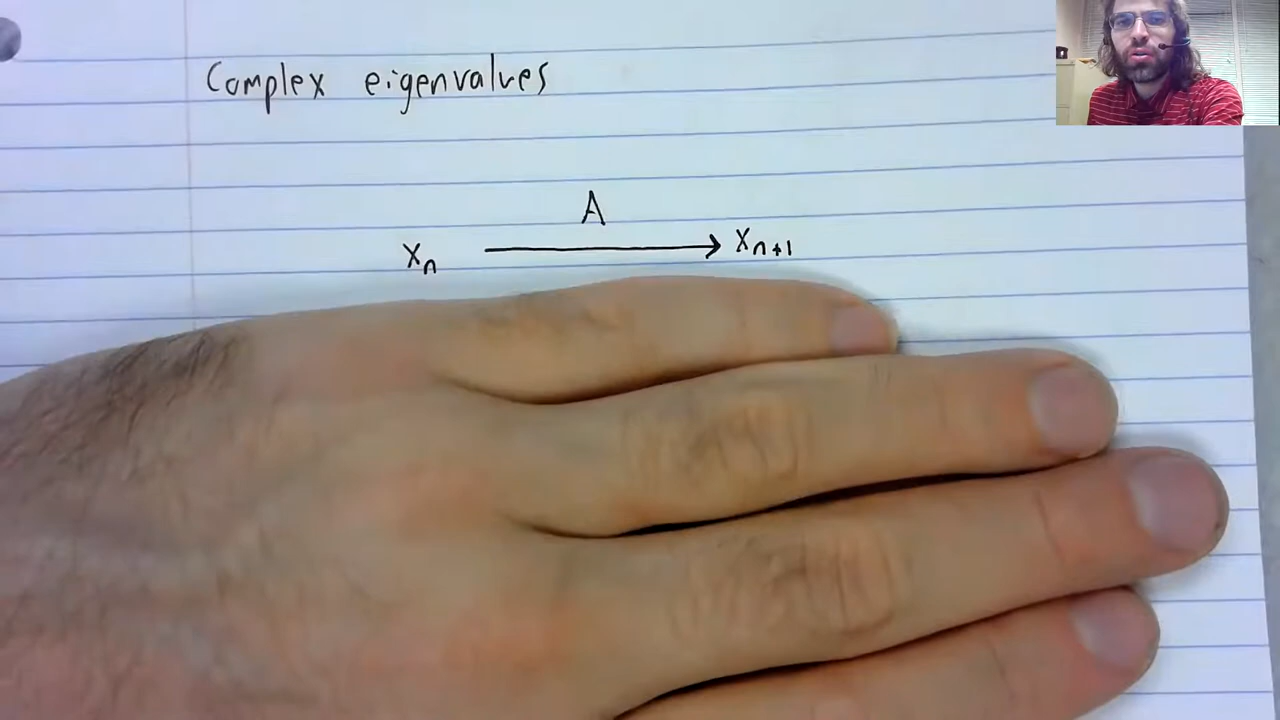 Complex eigenvalues
A
xₙ ⟶ xₙ₊₁